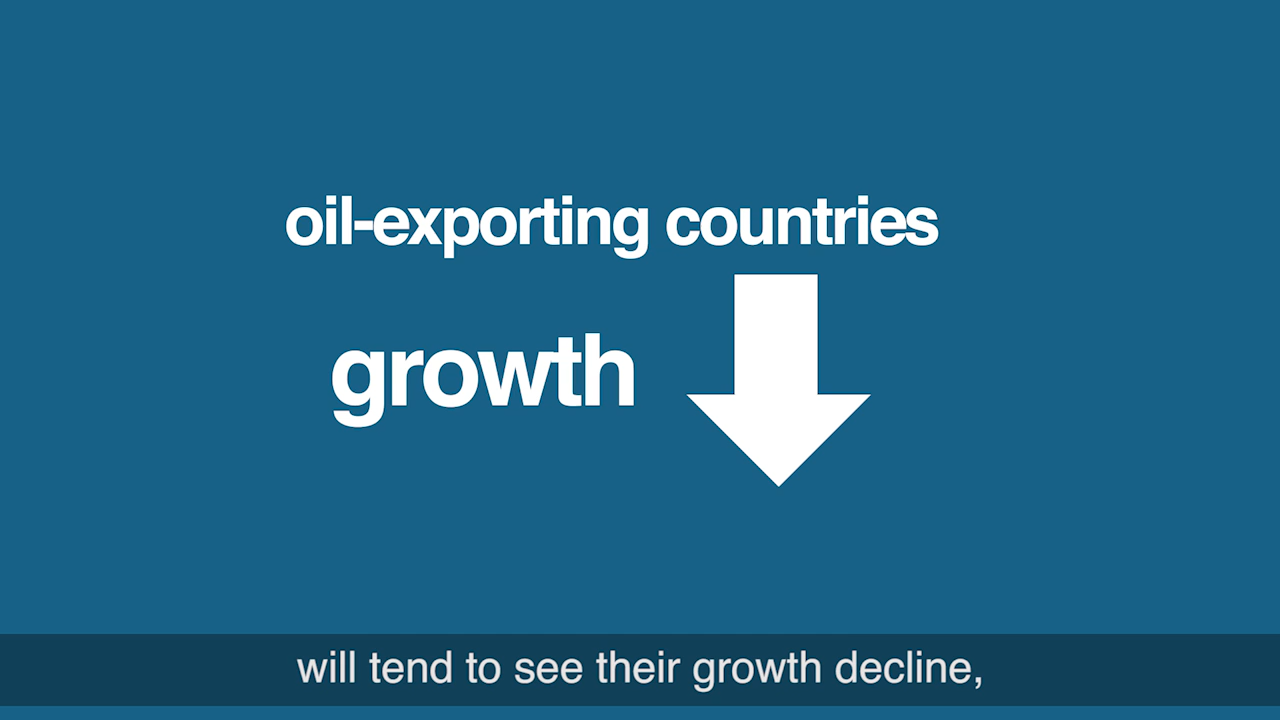 oil-exporting countries
growth
will tend to see their growth decline,